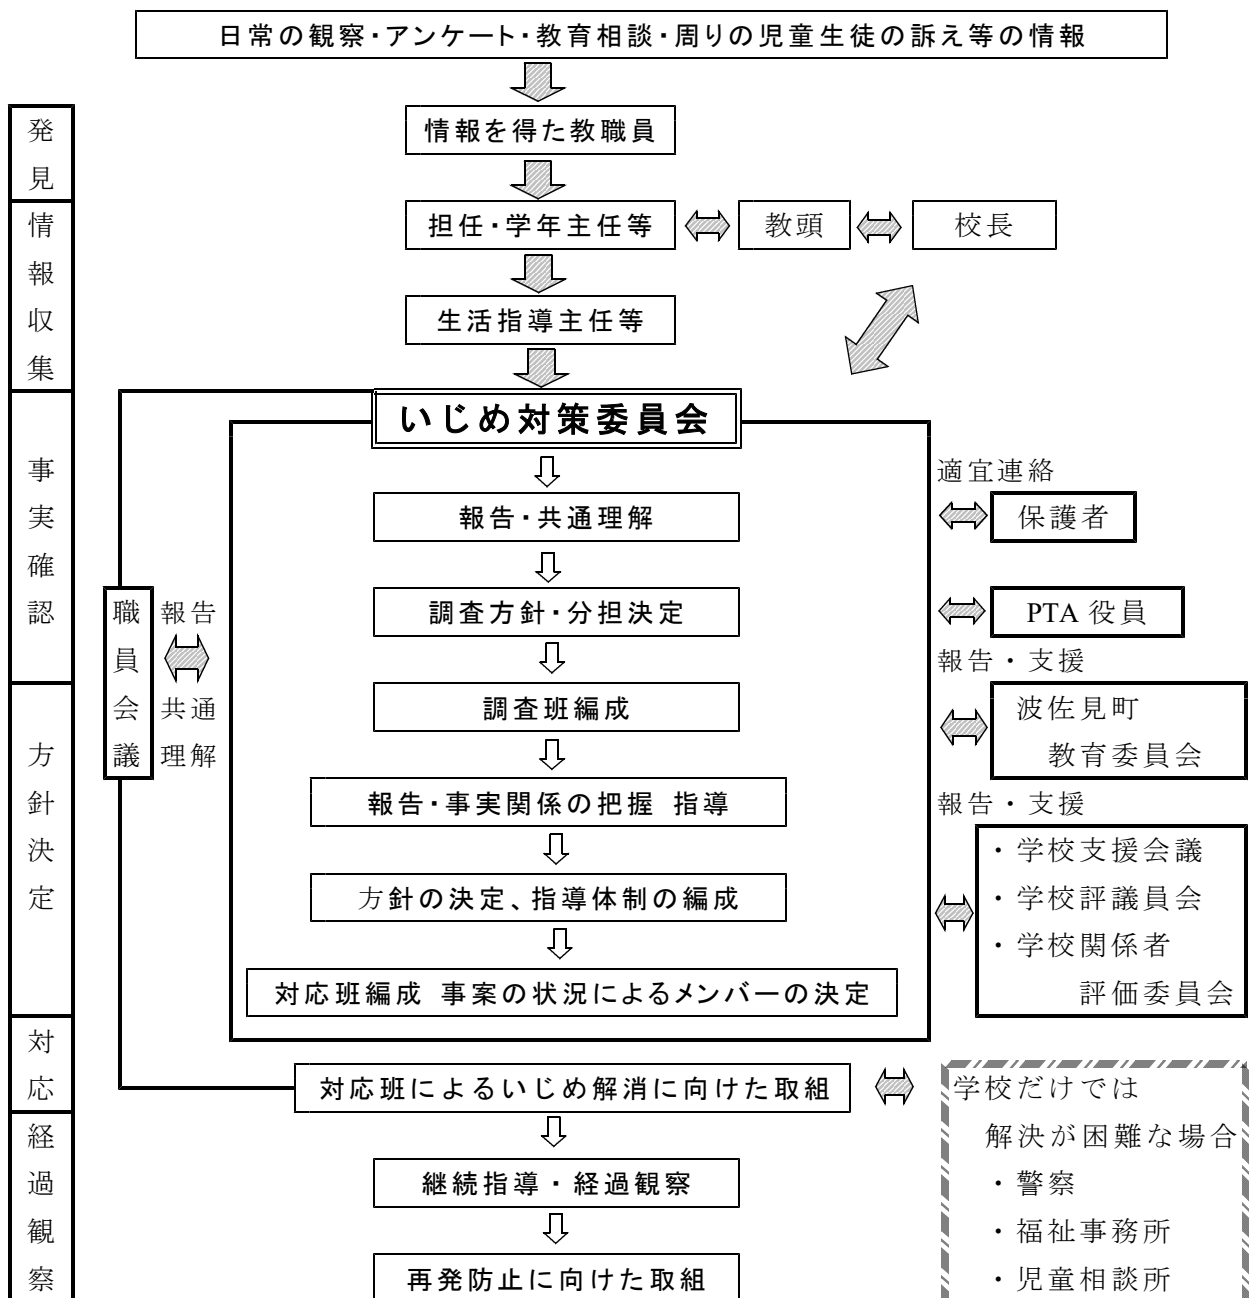 日常の観察・アンケート・教育相談・周りの児童生徒の訴え等の情報
発見
情報を得た教職員
情報収集
担任・学年主任等
教頭
校長
生活指導主任等
いじめ対策委員会
事実確認
適宜連絡
報告・共通理解
保護者
職員会議
報告
共通
理解
調査方針・分担決定
PTA 役員
報告・支援
方針決定
調査班編成
波佐見町
教育委員会
報告・事実関係の把握 指導
報告・支援
・学校支援会議
・学校評議員会
・学校関係者
評価委員会
方針の決定、指導体制の編成
対応班編成 事案の状況によるメンバーの決定
対応
対応班によるいじめ解消に向けた取組
学校だけでは
解決が困難な場合
・警察
・福祉事務所
・児童相談所
経過観察
継続指導・経過観察
再発防止に向けた取組